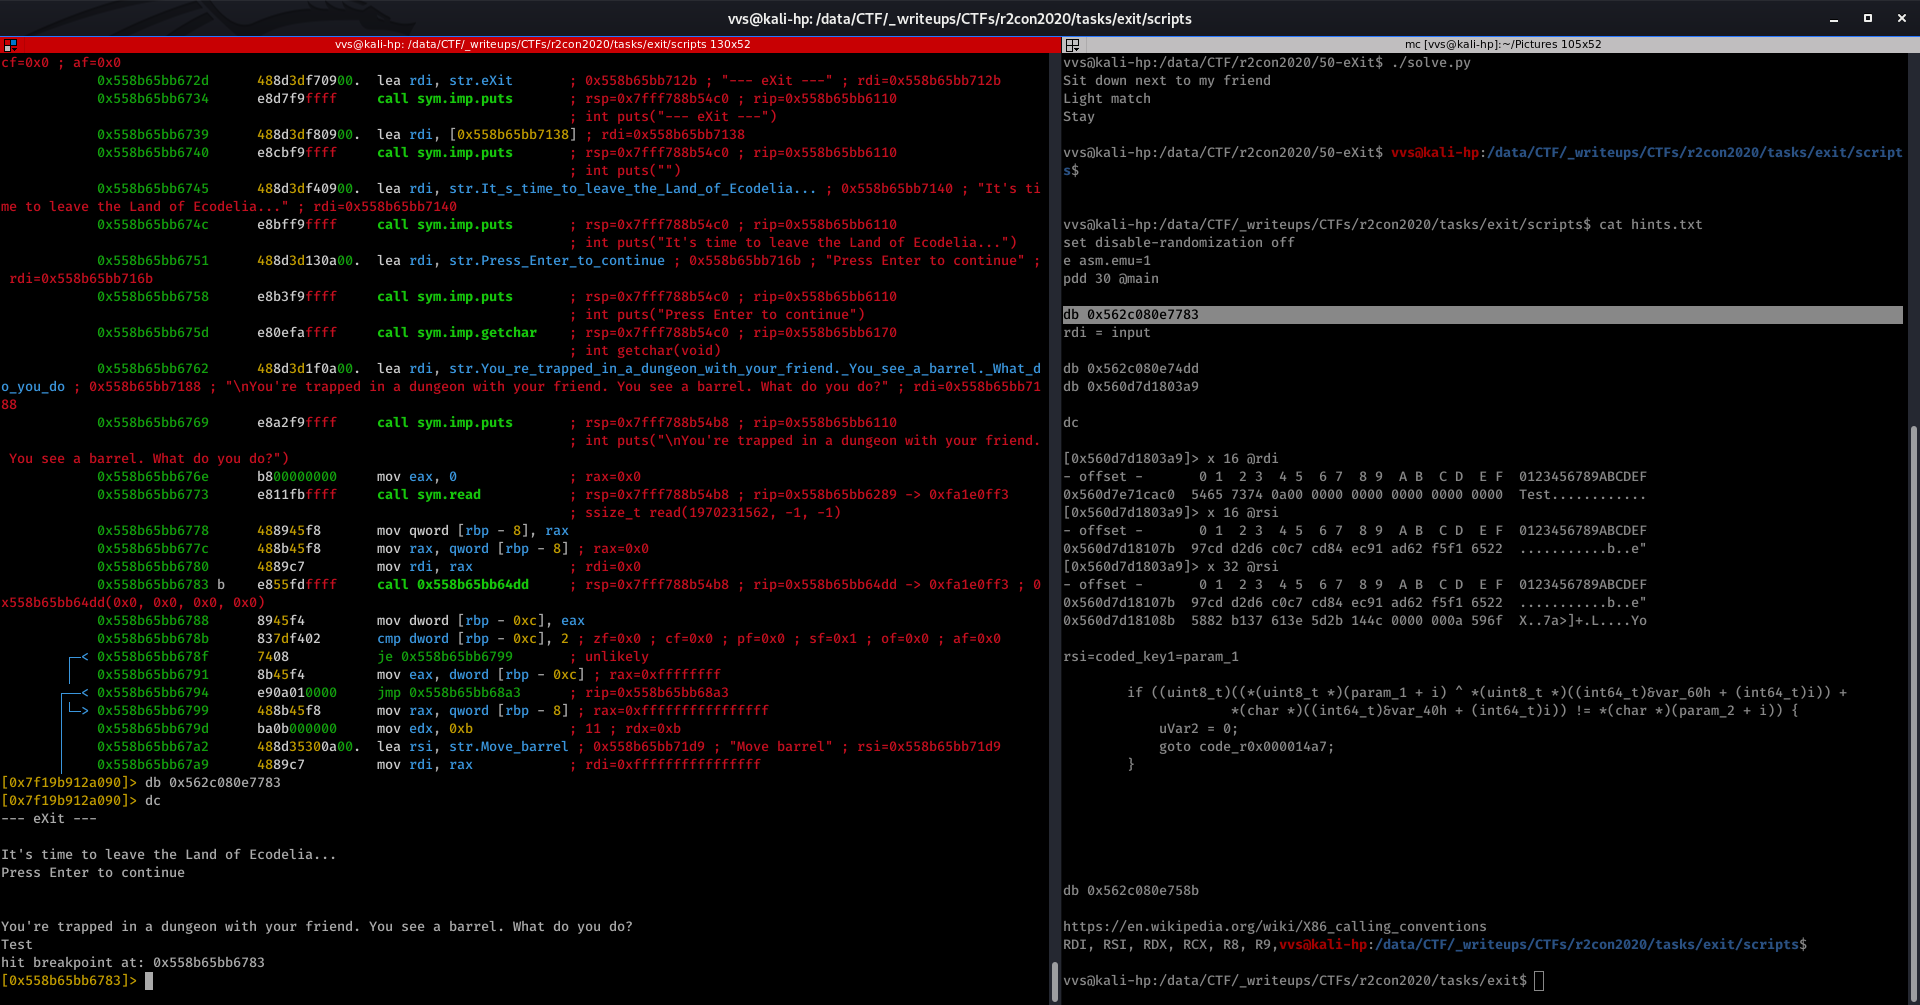 vvs@kali-hp: /data/CTF/_writeups/CTFs/r2con2020/tasks/exit/scripts
vvs@kali-hp: /data/CTF/_writeups/CTFs/r2con2020/tasks/exit/scripts 130x52
cf=0x0 ; af=0x0
0x558b65bb672d 488d3df70900. lea rdi, str.eXit ; 0x558b65bb712b ; "--- eXit ---" ; rdi=0x558b65bb712b
0x558b65bb6734 e8d7f9ffff call sym.imp.puts ; rsp=0x7fff788b54c0 ; rip=0x558b65bb6110
; int puts("--- eXit ---")
0x558b65bb6739 488d3df80900. lea rdi, [0x558b65bb7138] ; rdi=0x558b65bb7138
0x558b65bb6740 e8cbf9ffff call sym.imp.puts ; rsp=0x7fff788b54c0 ; rip=0x558b65bb6110
; int puts("")
0x558b65bb6745 488d3df40900. lea rdi, str.It_s_time_to_leave_the_Land_of_Ecodelia... ; 0x558b65bb7140 ; "It's ti
me to leave the Land of Ecodelia..." ; rdi=0x558b65bb7140
0x558b65bb674c e8bff9ffff call sym.imp.puts ; rsp=0x7fff788b54c0 ; rip=0x558b65bb6110
; int puts("It's time to leave the Land of Ecodelia...")
0x558b65bb6751 488d3d130a00. lea rdi, str.Press_Enter_to_continue ; 0x558b65bb716b ; "Press Enter to continue" ;
rdi=0x558b65bb716b
0x558b65bb6758 e8b3f9ffff call sym.imp.puts ; rsp=0x7fff788b54c0 ; rip=0x558b65bb6110
; int puts("Press Enter to continue")
0x558b65bb675d e80efaffff call sym.imp.getchar ; rsp=0x7fff788b54c0 ; rip=0x558b65bb6170
; int getchar(void)
0x558b65bb6762 488d3d1f0a00. lea rdi, str.You_re_trapped_in_a_dungeon_with_your_friend._You_see_a_barrel._What_d
o_you_do ; 0x558b65bb7188 ; "\nYou're trapped in a dungeon with your friend. You see a barrel. What do you do?" ; rdi=0x558b65bb71
88
0x558b65bb6769 e8a2f9ffff call sym.imp.puts ; rsp=0x7fff788b54b8 ; rip=0x558b65bb6110
; int puts("\nYou're trapped in a dungeon with your friend.
You see a barrel. What do you do?")
0x558b65bb676e b800000000 mov eax, 0 ; rax=0x0
0x558b65bb6773 e811fbffff call sym.read ; rsp=0x7fff788b54b8 ; rip=0x558b65bb6289 -> 0xfa1e0ff3
; ssize_t read(1970231562, -1, -1)
0x558b65bb6778 488945f8 mov qword [rbp - 8], rax
0x558b65bb677c 488b45f8 mov rax, qword [rbp - 8] ; rax=0x0
0x558b65bb6780 4889c7 mov rdi, rax ; rdi=0x0
0x558b65bb6783 b e855fdffff call 0x558b65bb64dd ; rsp=0x7fff788b54b8 ; rip=0x558b65bb64dd -> 0xfa1e0ff3 ; 0
x558b65bb64dd(0x0, 0x0, 0x0, 0x0)
0x558b65bb6788 8945f4 mov dword [rbp - 0xc], eax
0x558b65bb678b 837df402 cmp dword [rbp - 0xc], 2 ; zf=0x0 ; cf=0x0 ; pf=0x0 ; sf=0x1 ; of=0x0 ; af=0x0
< 0x558b65bb678f 7408 je 0x558b65bb6799 ; unlikely
0x558b65bb6791 8b45f4 mov eax, dword [rbp - 0xc] ; rax=0xffffffff
< 0x558b65bb6794 e90a010000 jmp 0x558b65bb68a3 ; rip=0x558b65bb68a3
> 0x558b65bb6799 488b45f8 mov rax, qword [rbp - 8] ; rax=0xffffffffffffffff
0x558b65bb679d ba0b000000 mov edx, 0xb ; 11 ; rdx=0xb
0x558b65bb67a2 488d35300a00. lea rsi, str.Move_barrel ; 0x558b65bb71d9 ; "Move barrel" ; rsi=0x558b65bb71d9
0x558b65bb67a9 4889c7 mov rdi, rax ; rdi=0xffffffffffffffff
[0x7f19b912a090]> db 0x562c080e7783
[0x7f19b912a090]> dc
--- eXit ---
It's time to leave the Land of Ecodelia...
Press Enter to continue
You're trapped in a dungeon with your friend. You see a barrel. What do you do?
Test
hit breakpoint at: 0x558b65bb6783
[0x558b65bb6783]>
mc [vvs@kali-hp]:~/Pictures 105x52
vvs@kali-hp:/data/CTF/r2con2020/50-eXit$ ./solve.py
Sit down next to my friend
Light match
Stay
vvs@kali-hp:/data/CTF/r2con2020/50-eXit$ vvs@kali-hp:/data/CTF/_writeups/CTFs/r2con2020/tasks/exit/script
s$
vvs@kali-hp:/data/CTF/_writeups/CTFs/r2con2020/tasks/exit/scripts$ cat hints.txt
set disable-randomization off
e asm.emu=1
pdd 30 @main
db 0x562c080e7783
rdi = input
db 0x562c080e74dd
db 0x560d7d1803a9
dc
[0x560d7d1803a9]> x 16 @rdi
- offset - 0 1 2 3 4 5 6 7 8 9 A B C D E F 0123456789ABCDEF
0x560d7e71cac0 5465 7374 0a00 0000 0000 0000 0000 0000 Test............
[0x560d7d1803a9]> x 16 @rsi
- offset - 0 1 2 3 4 5 6 7 8 9 A B C D E F 0123456789ABCDEF
0x560d7d18107b 97cd d2d6 c0c7 cd84 ec91 ad62 f5f1 6522 ...........b..e"
[0x560d7d1803a9]> x 32 @rsi
- offset - 0 1 2 3 4 5 6 7 8 9 A B C D E F 0123456789ABCDEF
0x560d7d18107b 97cd d2d6 c0c7 cd84 ec91 ad62 f5f1 6522 ...........b..e"
0x560d7d18108b 5882 b137 613e 5d2b 144c 0000 000a 596f X..7a>]+.L....Yo
rsi=coded_key1=param_1
if ((uint8_t)((*(uint8_t *)(param_1 + i) ^ *(uint8_t *)((int64_t)&var_60h + (int64_t)i)) +
*(char *)((int64_t)&var_40h + (int64_t)i)) != *(char *)(param_2 + i)) {
uVar2 = 0;
goto code_r0x000014a7;
}
db 0x562c080e758b
https://en.wikipedia.org/wiki/X86_calling_conventions
RDI, RSI, RDX, RCX, R8, R9,vvs@kali-hp:/data/CTF/_writeups/CTFs/r2con2020/tasks/exit/scripts$
vvs@kali-hp:/data/CTF/_writeups/CTFs/r2con2020/tasks/exit$